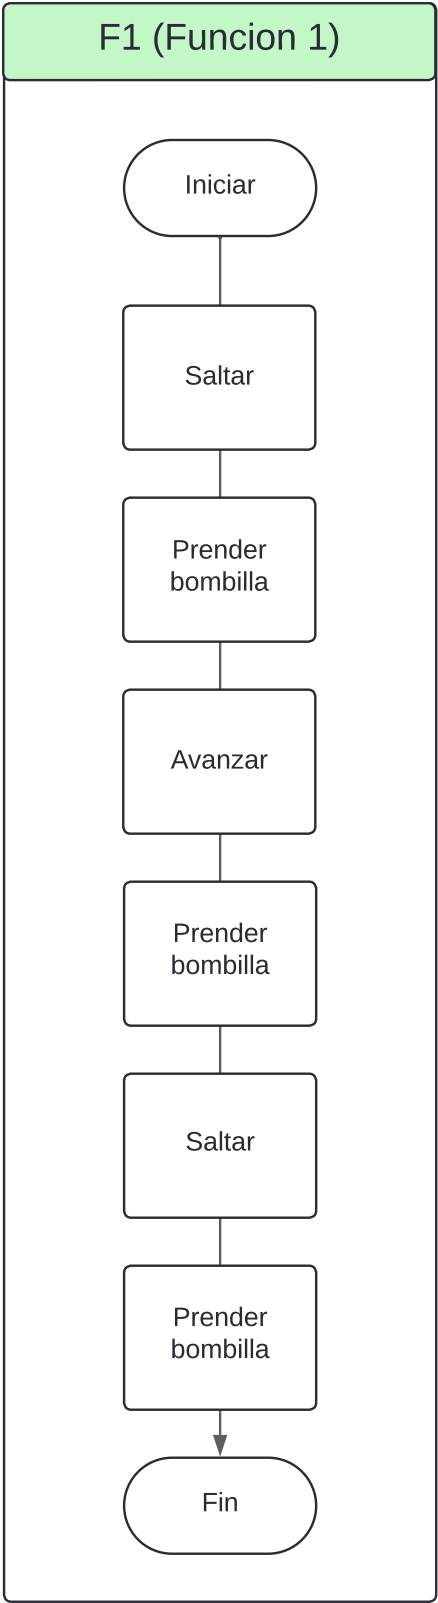 F1 (Funcion 1)
Iniciar
Saltar
Prender
bombilla
Avanzar
Prender
bombilla
Saltar
Prender
bombilla
Fin